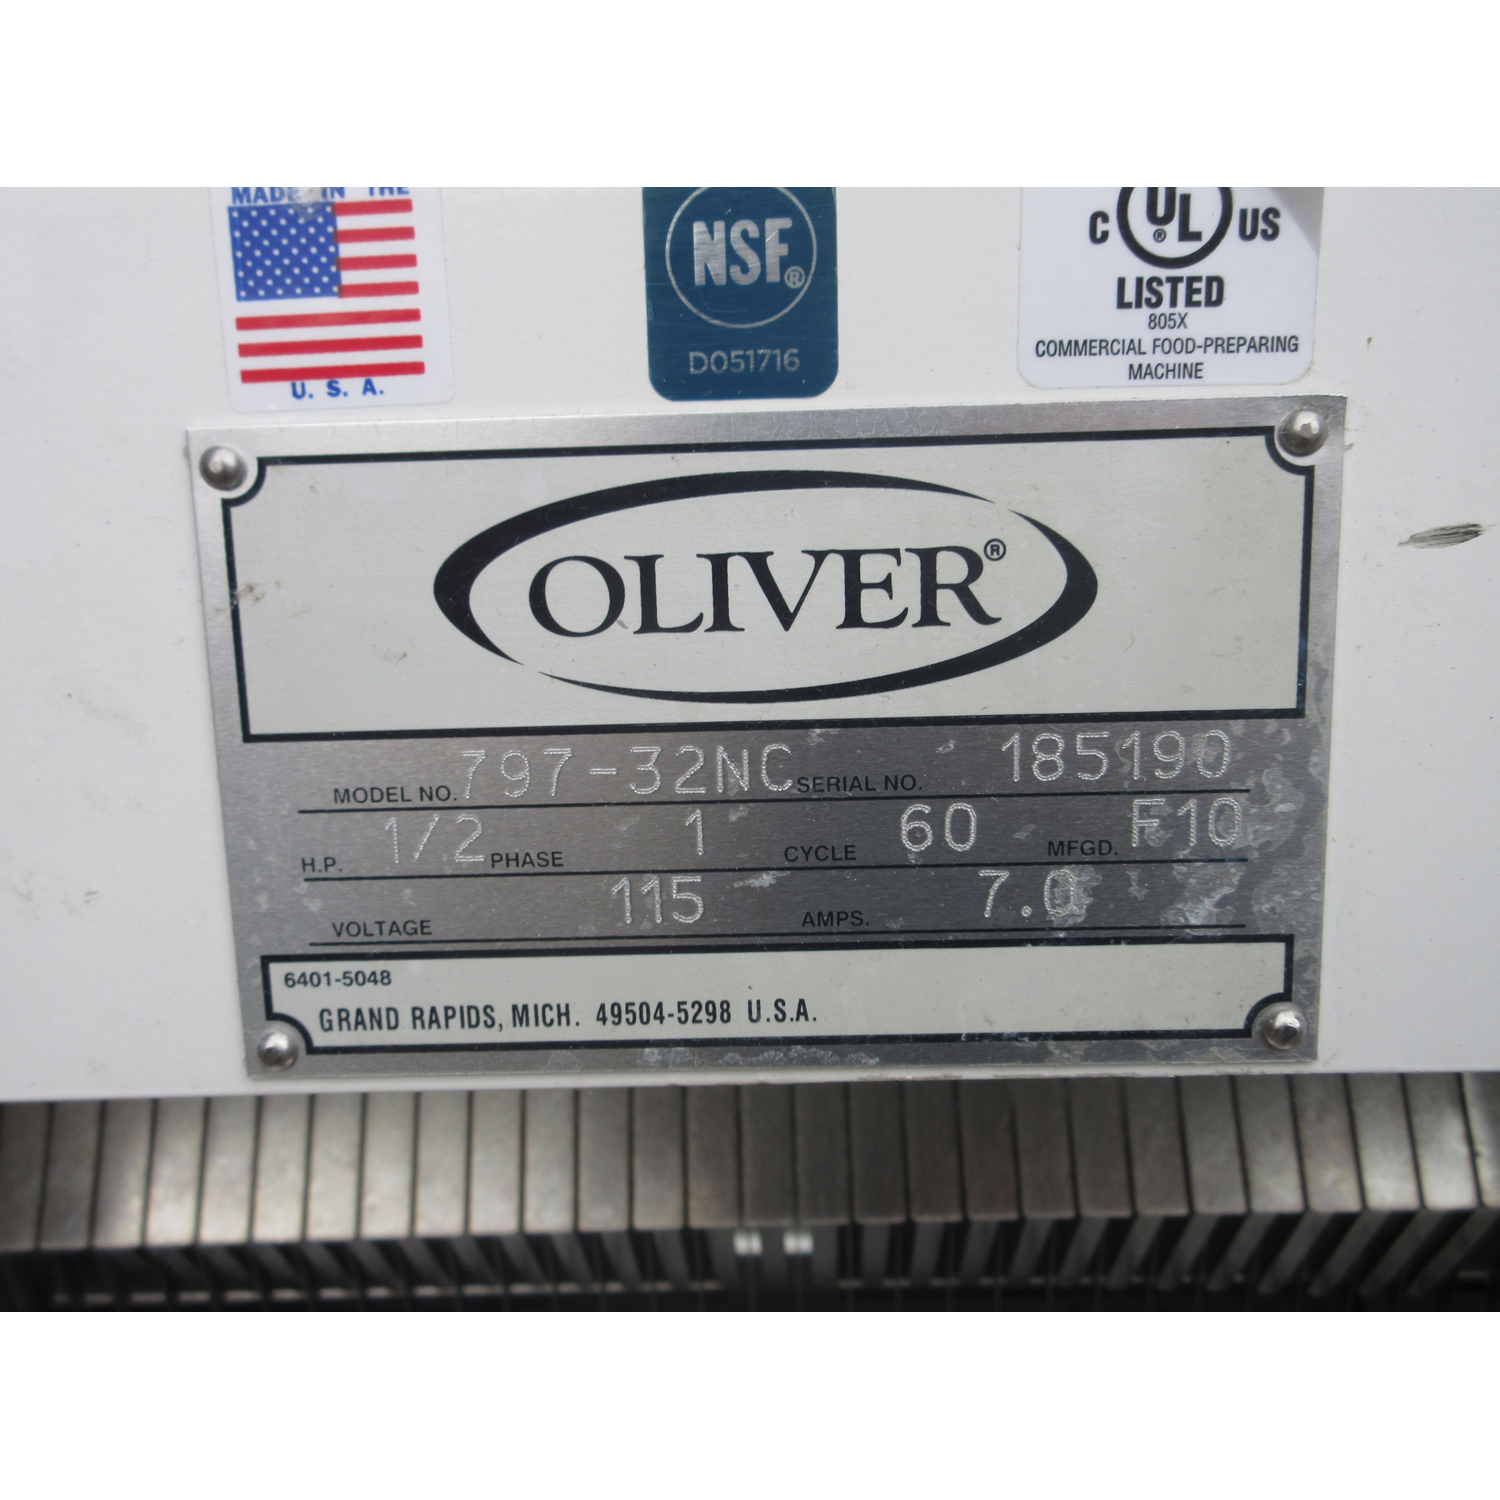 MADE IN THE
U. S. A.
NSF®
DO51716
C UL® US
LISTED
805X
COMMERCIAL FOOD-PREPARING
MACHINE
OLIVER®
MODEL NO. 797-32NC SERIAL NO. 185190
H.P. 1/2 PHASE 1 CYCLE 60 MFGD. F10
VOLTAGE 115 AMPS. 7.0
6401-5048
GRAND RAPIDS, MICH. 49504-5298 U.S.A.